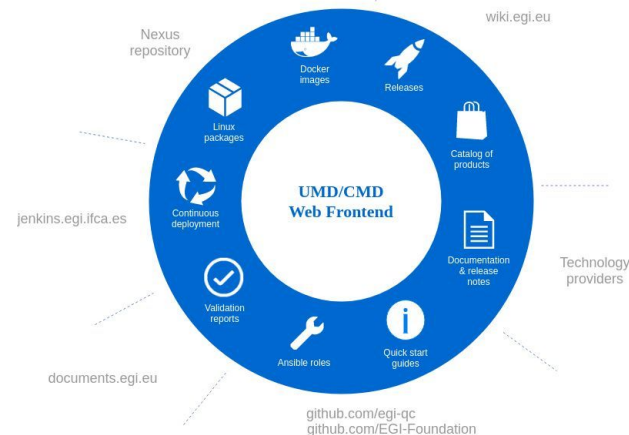 wiki.egi.eu
Nexus
repository
Docker
images
Releases
Linux
packages
Catalog of
products
UMD/CMD
Web Frontend
Continuous
deployment
jenkins.egi.ifca.es
Documentation
& release
notes
Technology
providers
Validation
reports
Quick start
guides
Ansible roles
documents.egi.eu
github.com/egi-qc
github.com/EGI-Foundation